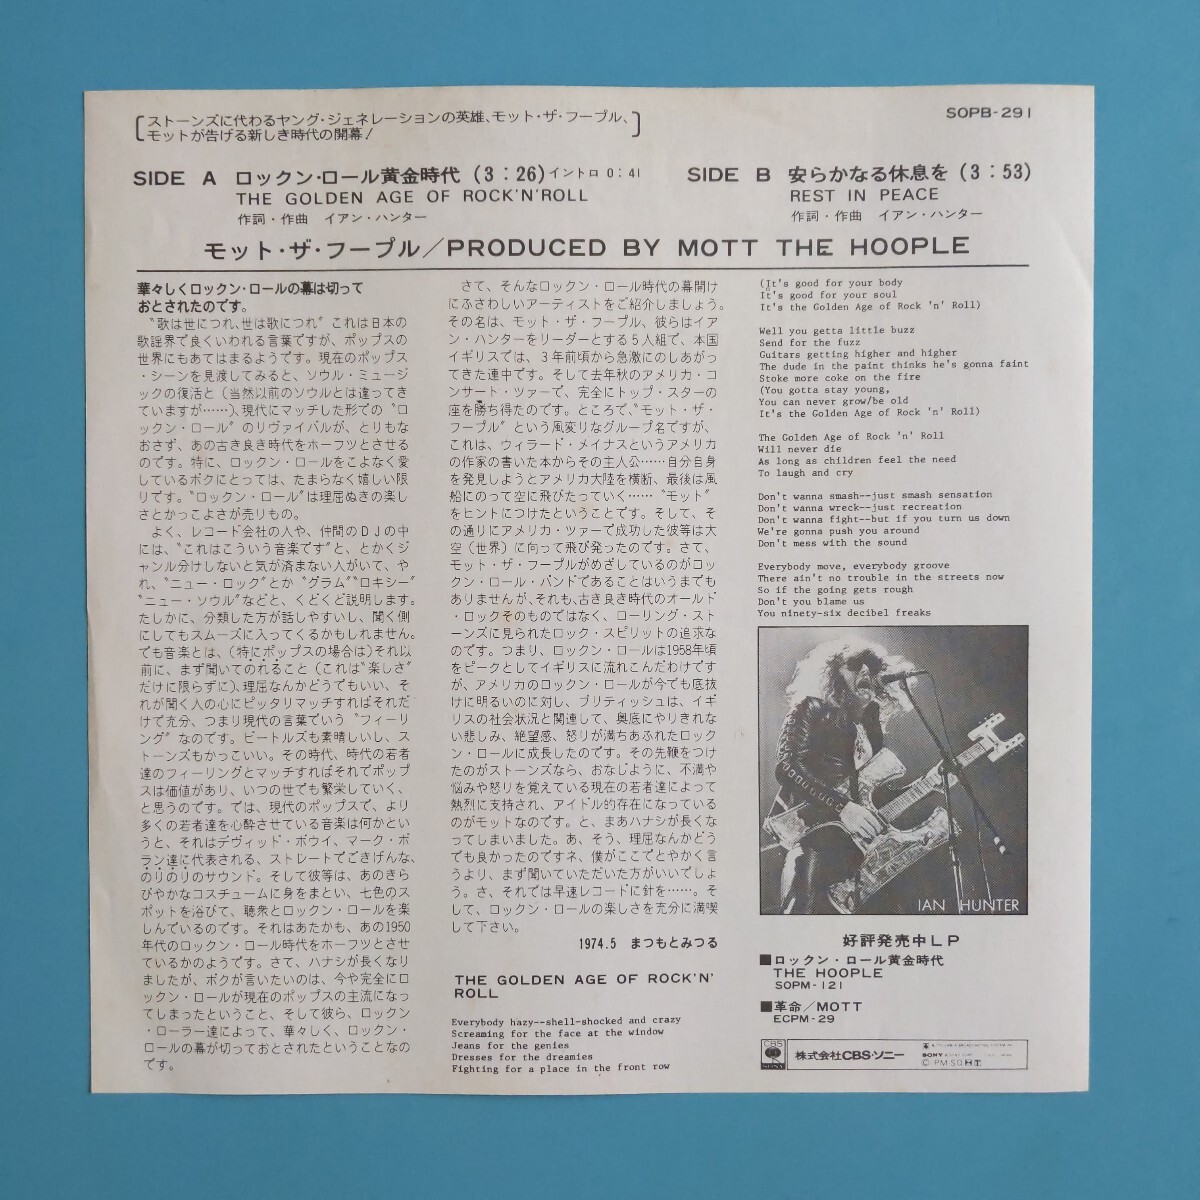 ストーンズに代わるヤング・ジェネレーションの英雄、モット・ザ・フープル、
モットが告げる新しき時代の開幕!
SOPB-291
SIDE A ロックン・ロール黄金時代 (3:26) イントロ 0:41
THE GOLDEN AGE OF ROCK'N'ROLL
作詞・作曲 イアン・ハンター
SIDE B 安らかなる休息を (3:53)
REST IN PEACE
作詞・作曲 イアン・ハンター
モット・ザ・フープル/PRODUCED BY MOTT THE HOOPLE
華々しくロックン・ロールの幕は切って
おとされたのです。
〝歌は世につれ、世は歌につれ〟これは日本の
歌謡界で良くいわれる言葉ですが、ポップスの
世界にもあてはまるようです。現在のポップス
・シーンを見渡してみると、ソウル・ミュージ
ックの復活と(当然以前のソウルとは違ってき
ていますが……)、現代にマッチした形での〝ロ
ックン・ロール〟のリヴァイバルが、とりもな
おさず、あの古き良き時代をホーフツとさせる
のです。特に、ロックン・ロールをこよなく愛
しているボクにとっては、たまらなく嬉しい限
りです。〝ロックン・ロール〟は理屈ぬきの楽し
さとかっこよさが売りもの。
よく、レコード会社の人や、仲間のDJの中
には、〝これはこういう音楽です〟と、とかくジ
ャンル分けしないと気が済まない人がいて、や
れ、〝ニュー・ロック〟とか〝グラム〟〝ロキシー〟
〝ニュー・ソウル〟などと、くどくど説明します。
たしかに、分類した方が話しやすいし、聞く側
にしてもスムーズに入ってくるかもしれません。
でも音楽とは、(特にポップスの場合は)それ以
前に、まず聞いてのれること(これは〝楽しさ〟
だけに限らずに)、理屈なんかどうでもいい、そ
れが聞く人の心にピッタリマッチすればそれだ
けで充分、つまり現代の言葉でいう〝フィーリ
ング〟なのです。ビートルズも素晴しいし、ス
トーンズもかっこいい。その時代、時代の若者
達のフィーリングとマッチすればそれでポップ
スは価値があり、いつの世でも繁栄していく、
と思うのです。では、現代のポップスで、より
多くの若者達を心酔させている音楽は何かとい
うと、それはデヴィッド・ボウイ、マーク・ボ
ラン達に代表される、ストレートでごきげんな、
のりのりのサウンド。そして彼等は、あのきら
びやかなコスチュームに身をまとい、七色のス
ポットを浴びて、聴衆とロックン・ロールを楽
しんでいるのです。それはあたかも、あの1950
年代のロックン・ロール時代をホーフツとさせ
ているかのようです。さて、ハナシが長くなり
ましたが、ボクが言いたいのは、今や完全にロ
ックン・ロールが現在のポップスの主流になっ
てしまったということ、そして彼ら、ロックン
・ローラー達によって、華々しく、ロックン・
ロールの幕が切っておとされたということなの
です。
さて、そんなロックン・ロール時代の幕開け
にふさわしいアーティストをご紹介しましょう。
その名は、モット・ザ・フープル、彼らはイア
ン・ハンターをリーダーとする5人組で、本国
イギリスでは、3年前頃から急激にのしあがっ
てきた連中です。そして去年秋のアメリカ・コ
ンサート・ツァーで、完全にトップ・スターの
座を勝ち得たのです。ところで、〝モット・ザ・
フープル〟という風変りなグループ名ですが、
これは、ウィラード・メイナスというアメリカ
の作家の書いた本からその主人公……自分自身
を発見しようとアメリカ大陸を横断、最後は風
船にのって空に飛びたっていく……〝モット〟
をヒントにつけたということです。そして、そ
の通りにアメリカ・ツァーで成功した彼等は大
空(世界)に向って飛び発ったのです。さて、
モット・ザ・フープルがめざしているのがロッ
クン・ロール・バンドであることはいうまでも
ありませんが、それも、古き良き時代のオールド
・ロックそのものではなく、ローリング・スト
ーンズに見られたロック・スピリットの追求な
のです。つまり、ロックン・ロールは1958年頃
をピークとしてイギリスに流れこんだわけです
が、アメリカのロックン・ロールが今でも底抜
けに明るいのに対し、ブリティッシュは、イギ
リスの社会状況と関連して、奥底にやりきれな
い悲しみ、絶望感、怒りが満ちあふれたロック
ン・ロールに成長したのです。その先鞭をつけ
たのがストーンズなら、おなじように、不満や
悩みや怒りを覚えている現在の若者達によって
熱烈に支持され、アイドル的存在になっている
のがモットなのです。と、まあハナシが長くな
ってしまいました。あ、そう、理屈なんかどう
でも良かったのですネ、僕がここでとやかく言
うより、まず聞いていただいた方がいいでしょ
う。さ、それでは早速レコードに針を……。そ
して、ロックン・ロールの楽しさを充分に満喫
して下さい。
1974.5 まつもとみつる
THE GOLDEN AGE OF ROCK'N'
ROLL
Everybody hazy--shell-shocked and crazy
Screaming for the face at the window
Jeans for the genies
Dresses for the dreamies
Fighting for a place in the front row
(It's good for your body
It's good for your soul
It's the Golden Age of Rock 'n' Roll)
Well you getta little buzz
Send for the fuzz
Guitars getting higher and higher
The dude in the paint thinks he's gonna faint
Stoke more coke on the fire
(You gotta stay young,
You can never grow/be old
It's the Golden Age of Rock 'n' Roll)
The Golden Age of Rock 'n' Roll
Will never die
As long as children feel the need
To laugh and cry
Don't wanna smash--just smash sensation
Don't wanna wreck--just recreation
Don't wanna fight--but if you turn us down
We're gonna push you around
Don't mess with the sound
Everybody move, everybody groove
There ain't no trouble in the streets now
So if the going gets rough
Don't you blame us
You ninety-six decibel freaks
IAN HUNTER
好評発売中LP
■ロックン・ロール黄金時代
THE HOOPLE
SOPM-121
■革命/MOTT
ECPM-29
CBS
SONY
株式会社CBS・ソニー
SONY